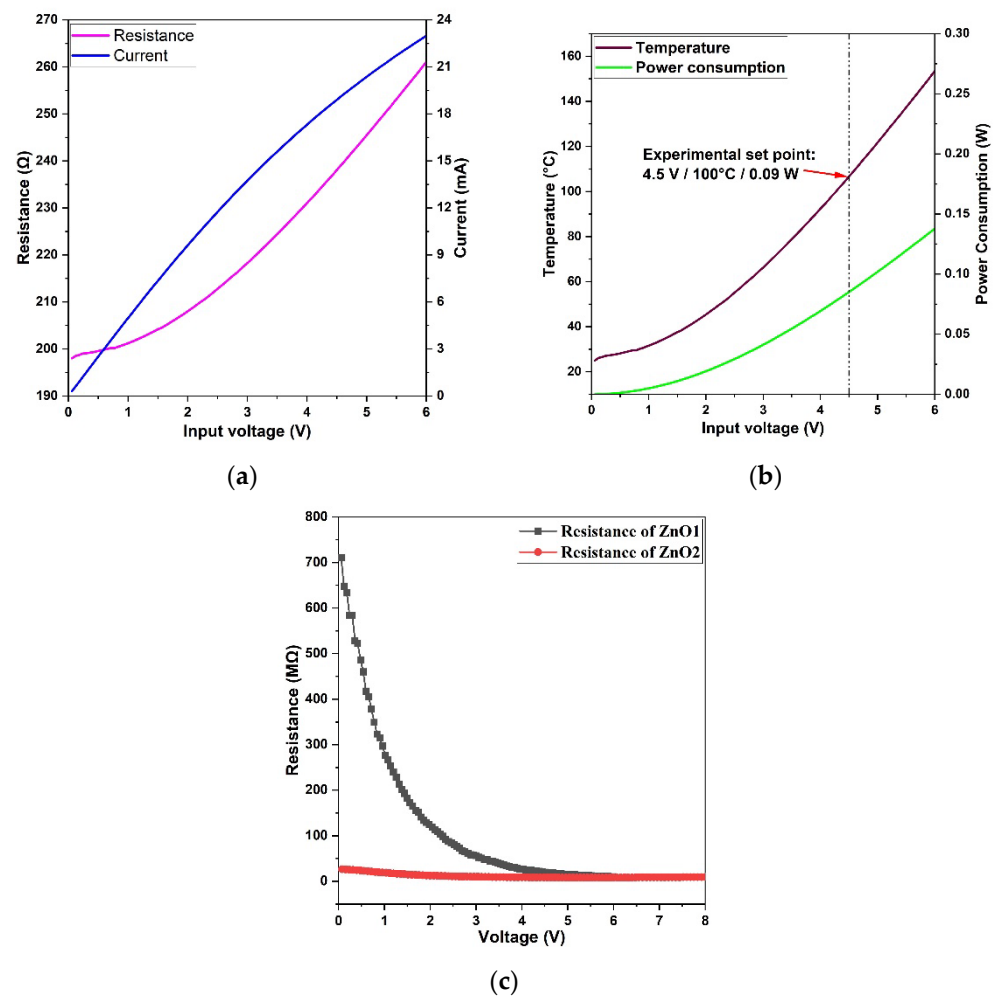 Resistance
Current
270
260
250
240
230
220
210
200
190
24
21
18
15
12
9
6
3
0
0 1 2 3 4 5 6
Resistance (Ω)
Current (mA)
Input voltage (V)
(a)
Temperature
Power consumption
Experimental set point:
4.5 V / 100°C / 0.09 W
160
140
120
100
80
60
40
20
0.30
0.25
0.20
0.15
0.10
0.05
0.00
0 1 2 3 4 5 6
Temperature (°C)
Power Consumption (W)
Input voltage (V)
(b)
Resistance of ZnO1
Resistance of ZnO2
800
700
600
500
400
300
200
100
0
0 1 2 3 4 5 6 7 8
Resistance (MΩ)
Voltage (V)
(c)